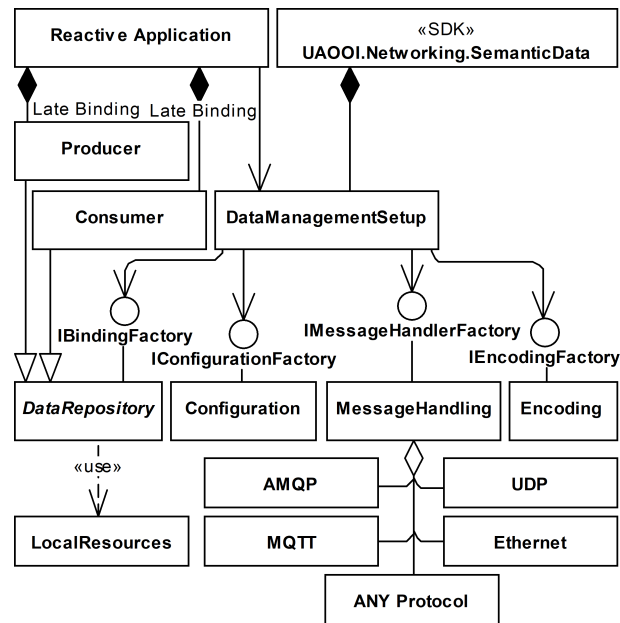 Reactive Application
«SDK»
UAOOI.Networking.SemanticData
Late Binding
Late Binding
Producer
Consumer
DataManagementSetup
IBindingFactory
IMessageHandlerFactory
IConfigurationFactory
IEncodingFactory
DataRepository
Configuration
MessageHandling
Encoding
«use»
AMQP
UDP
LocalResources
MQTT
Ethernet
ANY Protocol